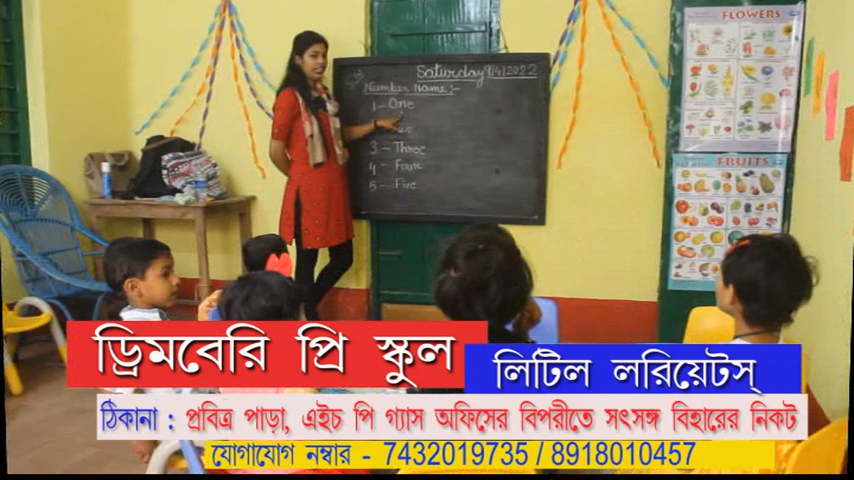 FLOWERS
Saturday 9/4/2022
Number Name:-
1 - One
3 - Three
4 - Four
5 - Five
FRUITS
ড্রিমবেরি প্রি স্কুল
লিটিল লরিয়েটস্
ঠিকানা : প্রবিত্র পাড়া, এইচ পি গ্যাস অফিসের বিপরীতে সৎসঙ্গ বিহারের নিকট
যোগাযোগ নম্বার - 7432019735 / 8918010457